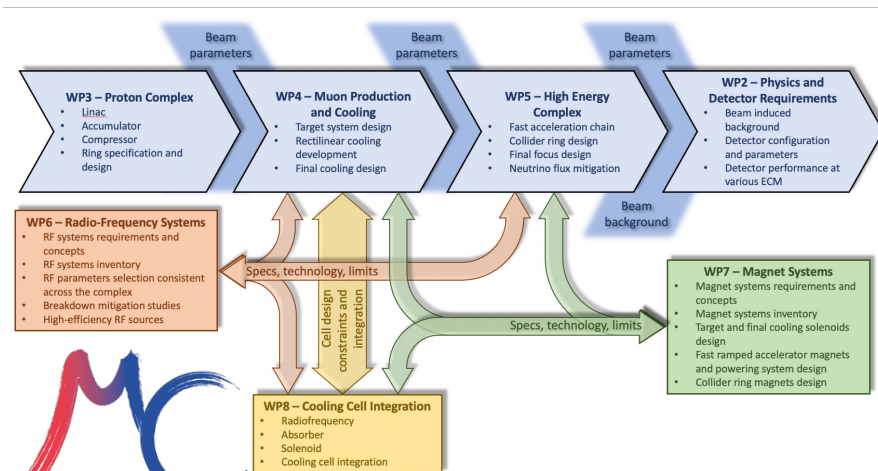 Beam
parameters
Beam
parameters
Beam
parameters
WP3 – Proton Complex
• Linac
• Accumulator
• Compressor
• Ring specification and
design
WP4 – Muon Production
and Cooling
• Target system design
• Rectilinear cooling
development
• Final cooling design
WP5 – High Energy
Complex
• Fast acceleration chain
• Collider ring design
• Final focus design
• Neutrino flux mitigation
WP2 – Physics and
Detector Requirements
• Beam induced
background
• Detector configuration
and parameters
• Detector performance at
various ECM
Beam
background
WP6 – Radio-Frequency Systems
• RF systems requirements and
concepts
• RF systems inventory
• RF parameters selection consistent
across the complex
• Breakdown mitigation studies
• High-efficiency RF sources
Specs, technology, limits
Cell design
constraints and
integration
Specs, technology, limits
WP7 – Magnet Systems
• Magnet systems requirements and
concepts
• Magnet systems inventory
• Target and final cooling solenoids
design
• Fast ramped accelerator magnets
and powering system design
• Collider ring magnets design
WP8 – Cooling Cell Integration
• Radiofrequency
• Absorber
• Solenoid
• Cooling cell integration